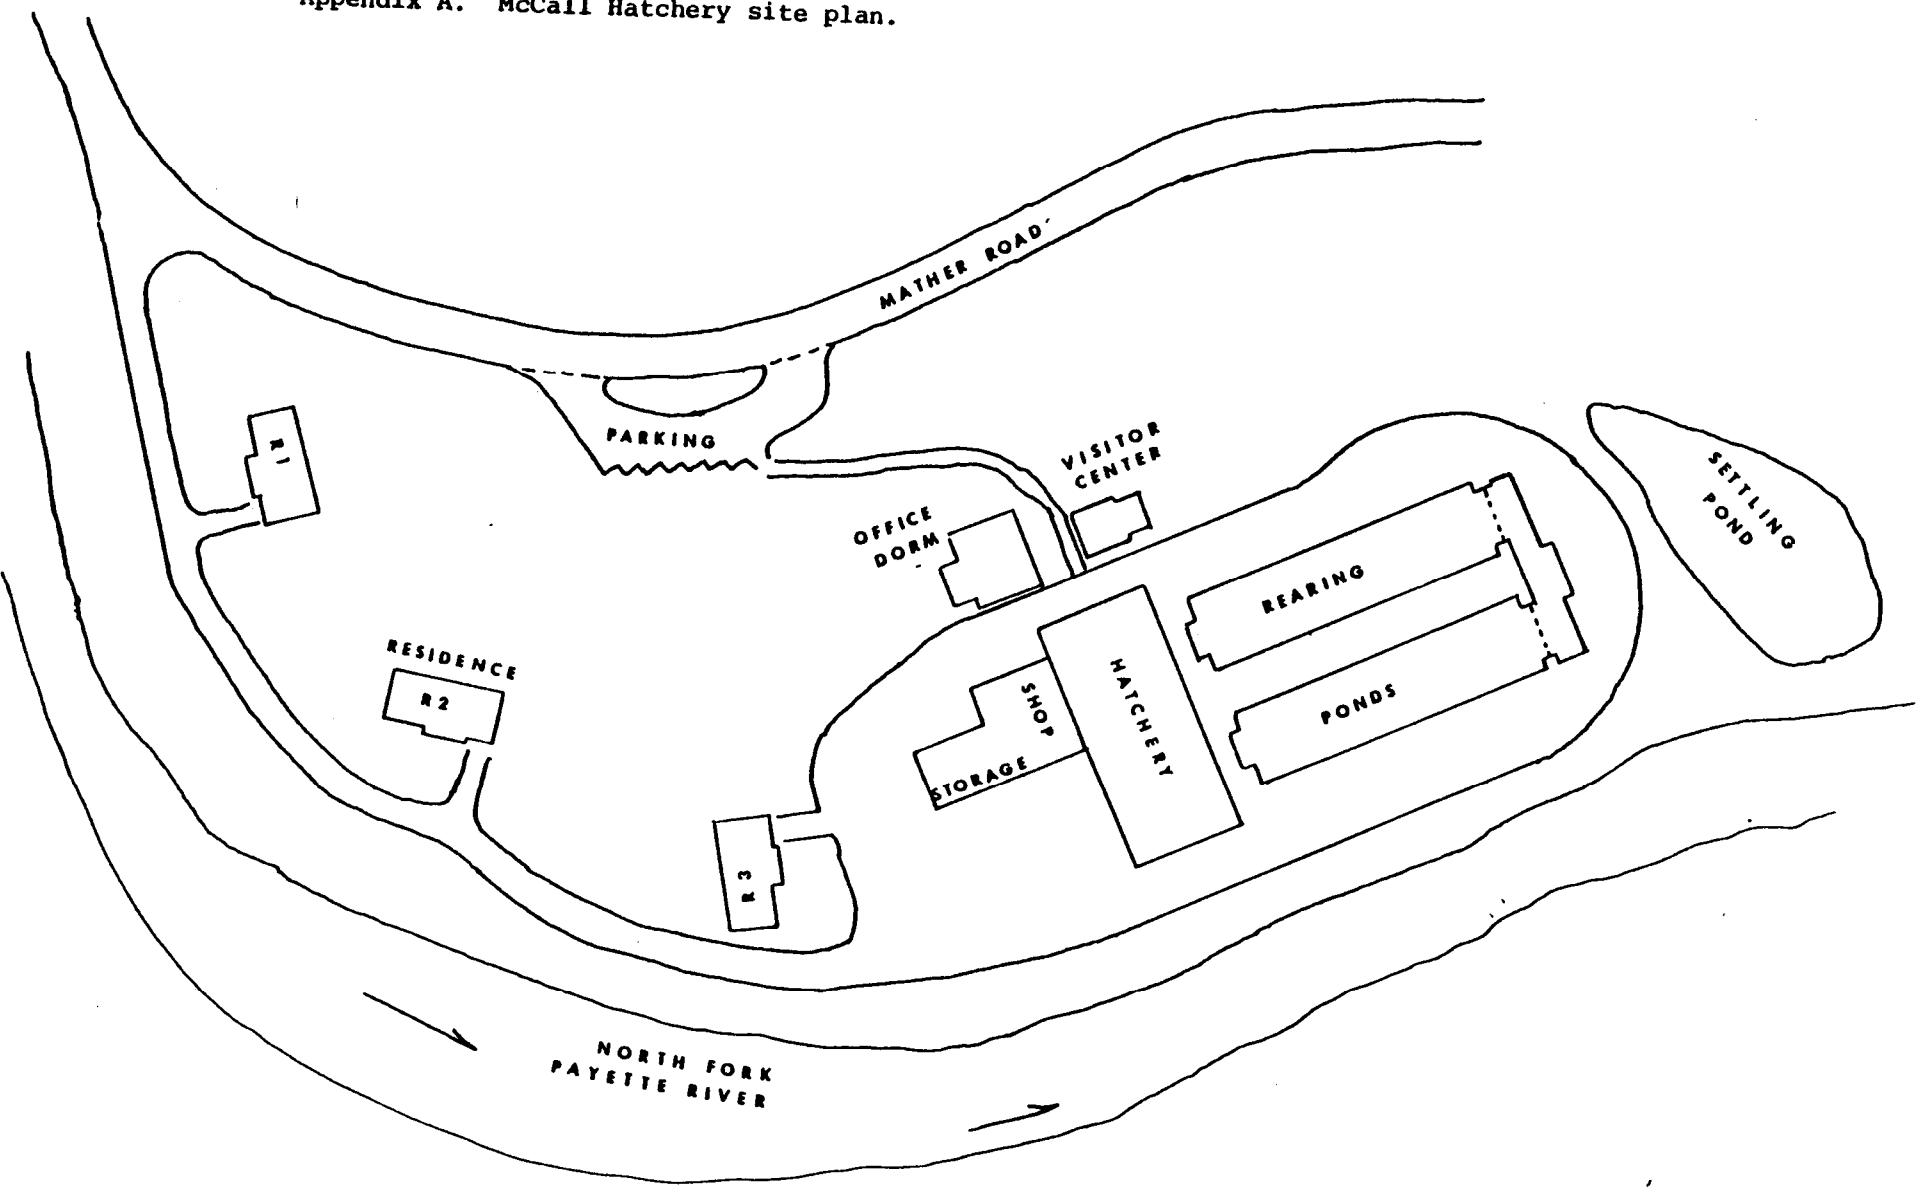 Appendix A. McCall Hatchery site plan.
MATHER ROAD
PARKING
VISITOR
CENTER
R1
OFFICE
DORM
SETTLING
POND
REARING
PONDS
RESIDENCE
R2
SHOP
HATCHERY
STORAGE
R3
NORTH FORK
PAYETTE RIVER